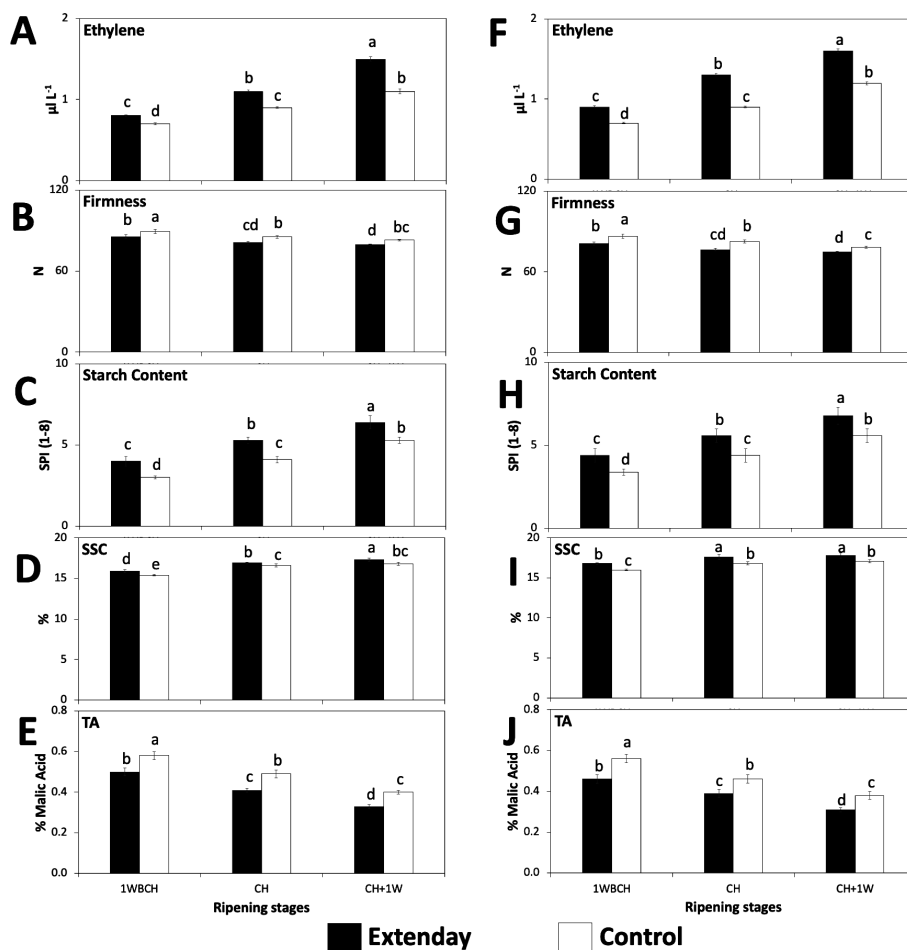 A
Ethylene
2
a
b
b
c
c
d
1
0
µl L⁻¹
B
Firmness
120
b
a
cd
b
d
bc
60
0
N
C
Starch Content
10
a
b
b
c
c
d
5
0
SPI (1-8)
D
SSC
20
d
e
b
c
a
bc
15
10
5
0
%
E
TA
0.8
a
b
b
c
c
d
0.6
0.4
0.2
0.0
% Malic Acid
1WBCH
CH
CH+1W
Ripening stages
F
Ethylene
2
a
b
b
c
c
d
1
0
µl L⁻¹
G
Firmness
120
b
a
cd
b
d
c
60
0
N
H
Starch Content
10
a
b
b
c
c
d
5
0
SPI (1-8)
I
SSC
20
b
c
a
b
a
b
15
10
5
0
%
J
TA
0.8
a
b
b
c
c
d
0.6
0.4
0.2
0.0
% Malic Acid
1WBCH
CH
CH+1W
Ripening stages
Extenday
Control